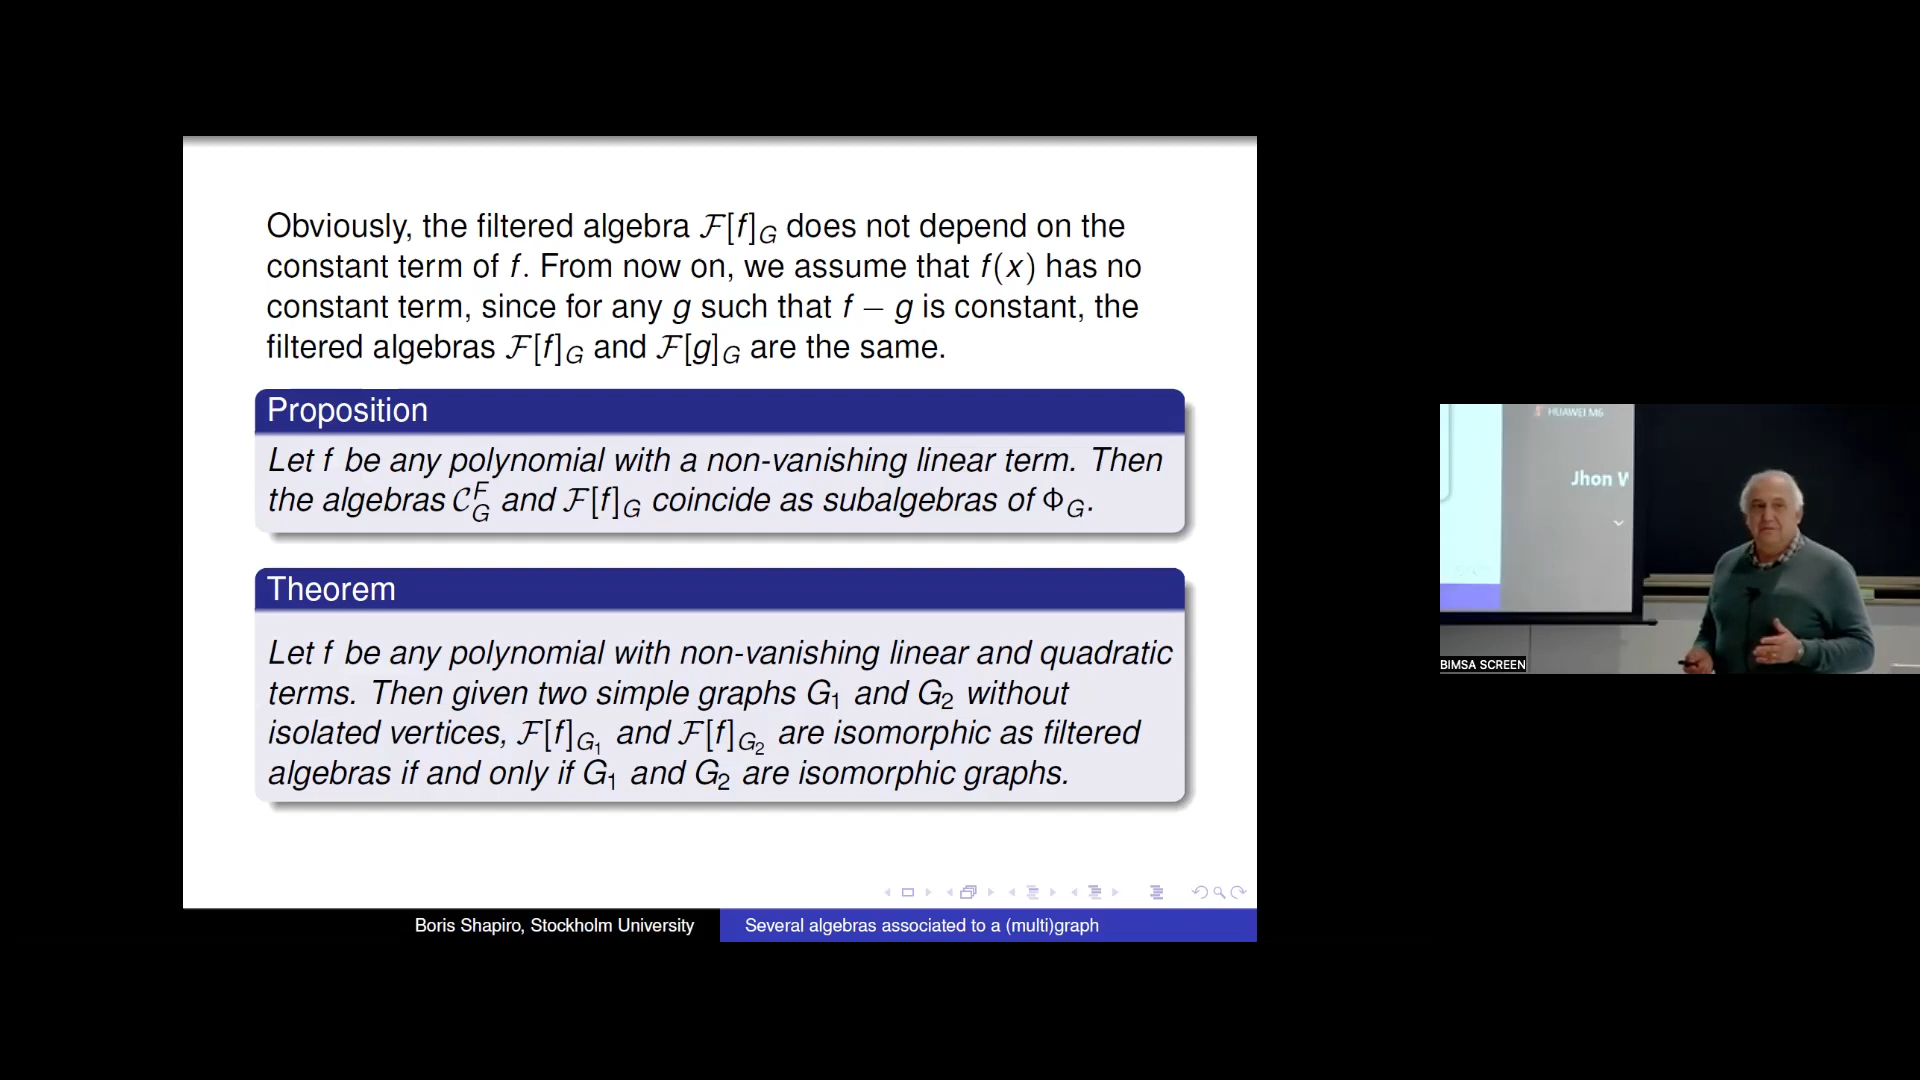 Obviously, the filtered algebra ℱ[f]_G does not depend on the
constant term of f. From now on, we assume that f(x) has no
constant term, since for any g such that f − g is constant, the
filtered algebras ℱ[f]_G and ℱ[g]_G are the same.
Proposition
Let f be any polynomial with a non-vanishing linear term. Then
the algebras 𝒞_G^F and ℱ[f]_G coincide as subalgebras of Φ_G.
Theorem
Let f be any polynomial with non-vanishing linear and quadratic
terms. Then given two simple graphs G₁ and G₂ without
isolated vertices, ℱ[f]_{G₁} and ℱ[f]_{G₂} are isomorphic as filtered
algebras if and only if G₁ and G₂ are isomorphic graphs.
Boris Shapiro, Stockholm University
Several algebras associated to a (multi)graph
HUAWEI M6
Jhon
BIMSA SCREEN